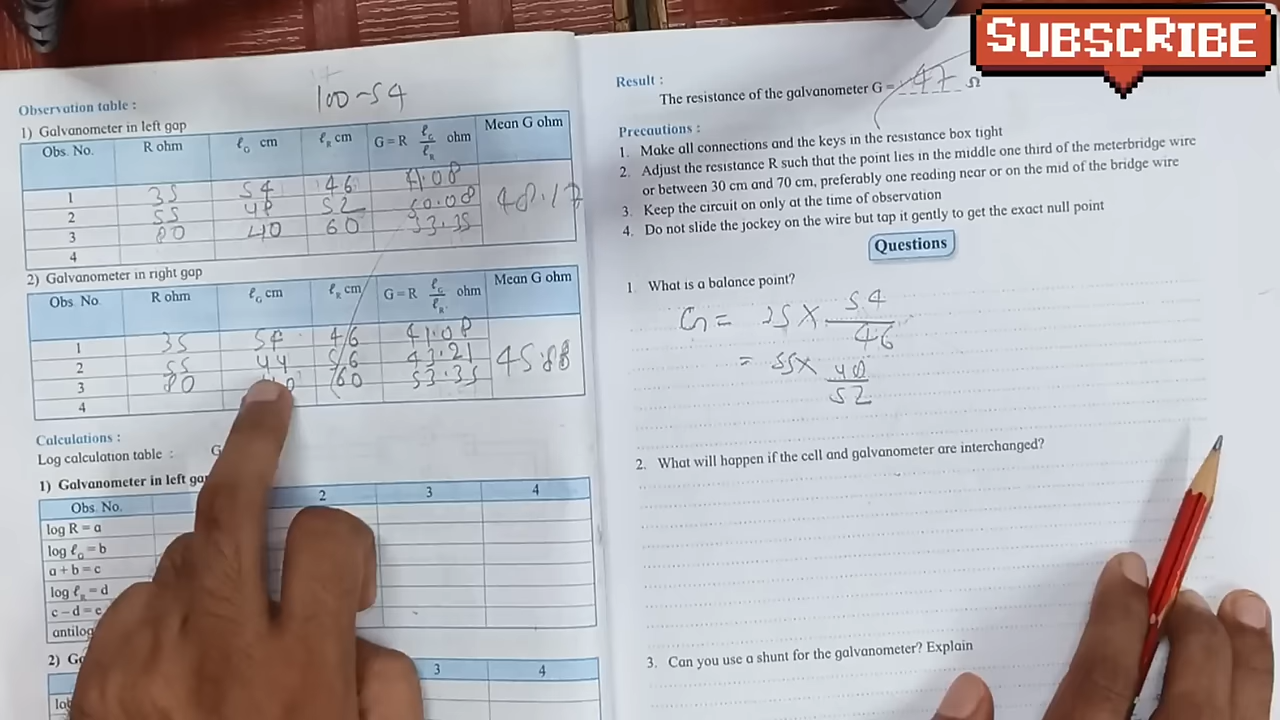 SUBSCRIBE
100-54
Observation table :
1) Galvanometer in left gap
Obs. No. R ohm ℓG cm ℓR cm G = R ℓG/ℓR ohm Mean G ohm
1 35 54 46 41.08
2 55 48 52 50.08 48.17
3 80 40 60 53.35
4
2) Galvanometer in right gap
Obs. No. R ohm ℓG cm ℓR cm G = R ℓG/ℓR ohm Mean G ohm
1 35 54 46 41.08
2 55 44 56 43.21 45.88
3 80 60 53.35
4
Calculations :
Log calculation table : G
1) Galvanometer in left gap
Obs. No. 2 3 4
log R = a
log ℓG = b
a + b = c
log ℓR = d
c – d = e
antilog
2) Ga 3 4
log
Result :
The resistance of the galvanometer G = 47 Ω
Precautions :
1. Make all connections and the keys in the resistance box tight
2. Adjust the resistance R such that the point lies in the middle one third of the meterbridge wire
or between 30 cm and 70 cm, preferably one reading near or on the mid of the bridge wire
3. Keep the circuit on only at the time of observation
4. Do not slide the jockey on the wire but tap it gently to get the exact null point
Questions
1 What is a balance point?
G = 35 × 54/46
= 55 × 48/52
2. What will happen if the cell and galvanometer are interchanged?
3. Can you use a shunt for the galvanometer? Explain